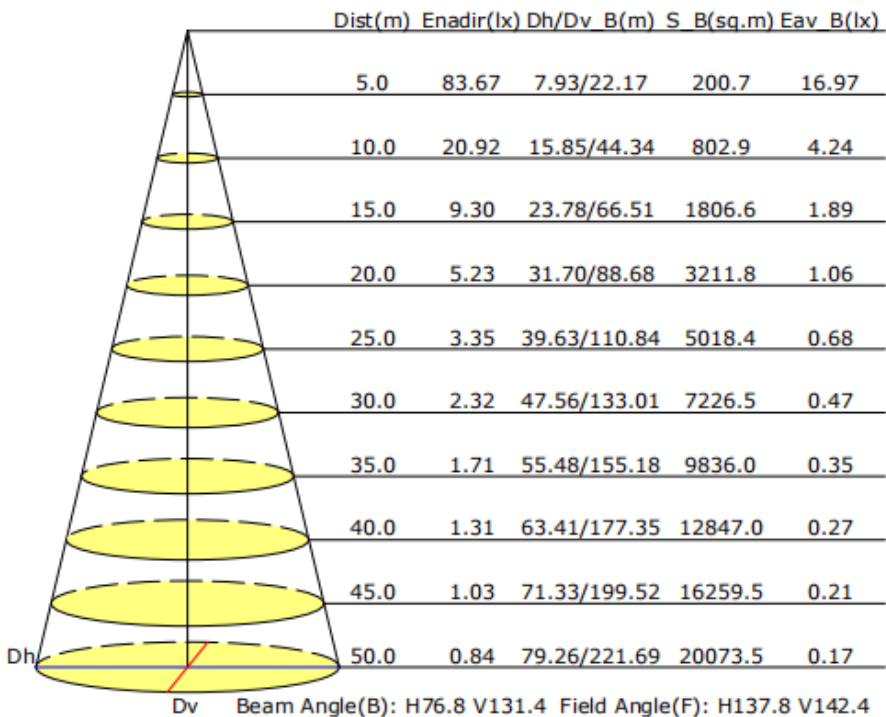 Dist(m) Enadir(lx) Dh/Dv_B(m) S_B(sq.m) Eav_B(lx)
5.0 83.67 7.93/22.17 200.7 16.97
10.0 20.92 15.85/44.34 802.9 4.24
15.0 9.30 23.78/66.51 1806.6 1.89
20.0 5.23 31.70/88.68 3211.8 1.06
25.0 3.35 39.63/110.84 5018.4 0.68
30.0 2.32 47.56/133.01 7226.5 0.47
35.0 1.71 55.48/155.18 9836.0 0.35
40.0 1.31 63.41/177.35 12847.0 0.27
45.0 1.03 71.33/199.52 16259.5 0.21
Dh 50.0 0.84 79.26/221.69 20073.5 0.17
Dv Beam Angle(B): H76.8 V131.4 Field Angle(F): H137.8 V142.4